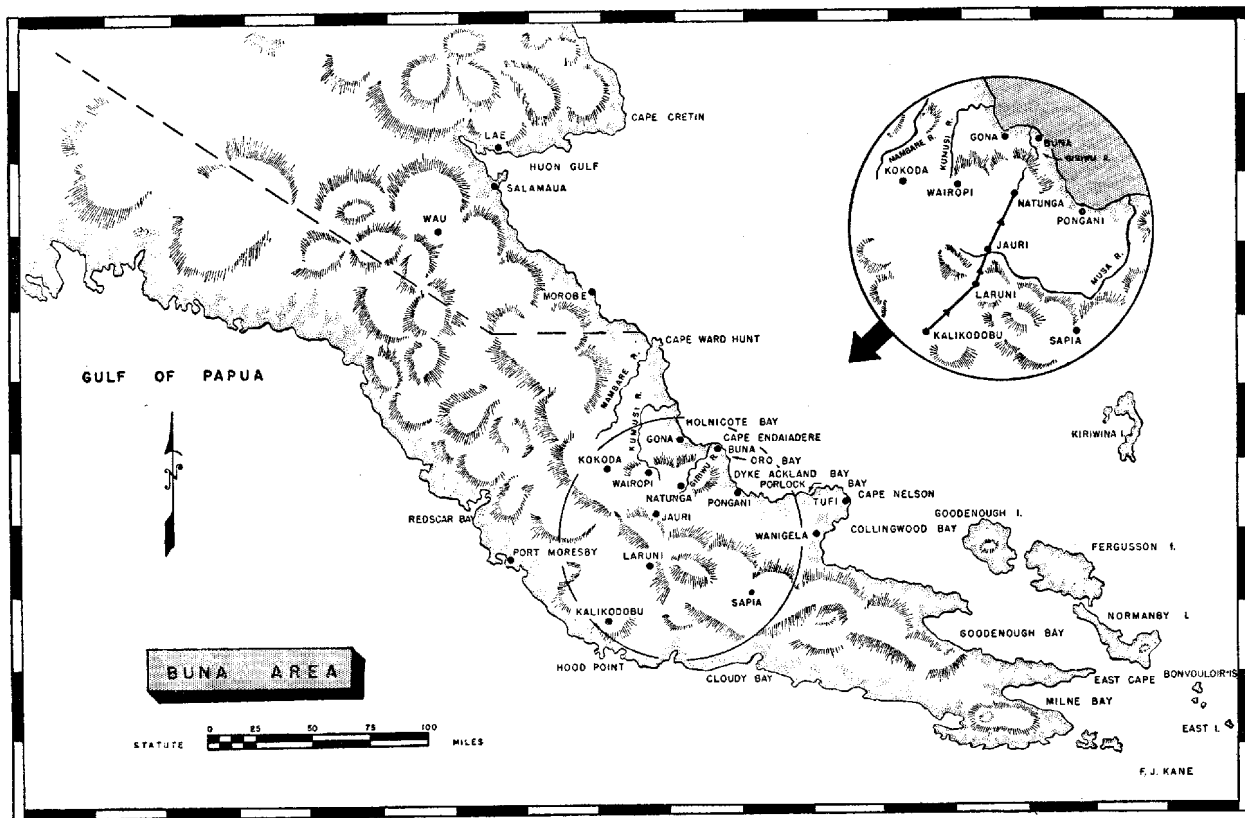 CAPE CRETIN
LAE
HUON GULF
SALAMAUA
WAU
MOROBE
CAPE WARD HUNT
GULF OF PAPUA
N
MAMBARE R.
KUMUSI R.
HOLNICOTE BAY
GONA
CAPE ENDAIADERE
BUNA
ORO BAY
KOKODA
WAIROPI
GIRIWU R.
DYKE ACKLAND BAY
PORLOCK BAY
NATUNGA
PONGANI
TUFI
CAPE NELSON
JAURI
COLLINGWOOD BAY
WANIGELA
REDSCAR BAY
PORT MORESBY
LARUNI
SAPIA
KALIKODOBU
HOOD POINT
CLOUDY BAY
KIRIWINA I.
GOODENOUGH I.
FERGUSSON I.
NORMANBY I.
GOODENOUGH BAY
EAST CAPE
BONVOULOIR IS
MILNE BAY
EAST I.
F. J. KANE
BUNA AREA
STATUTE
0 25 50 75 100
MILES
MAMBARE R.
KUMUSI R.
GONA
BUNA
KOKODA
WAIROPI
NATUNGA
PONGANI
JAURI
MUSA R.
LARUNI
KALIKODOBU
SAPIA